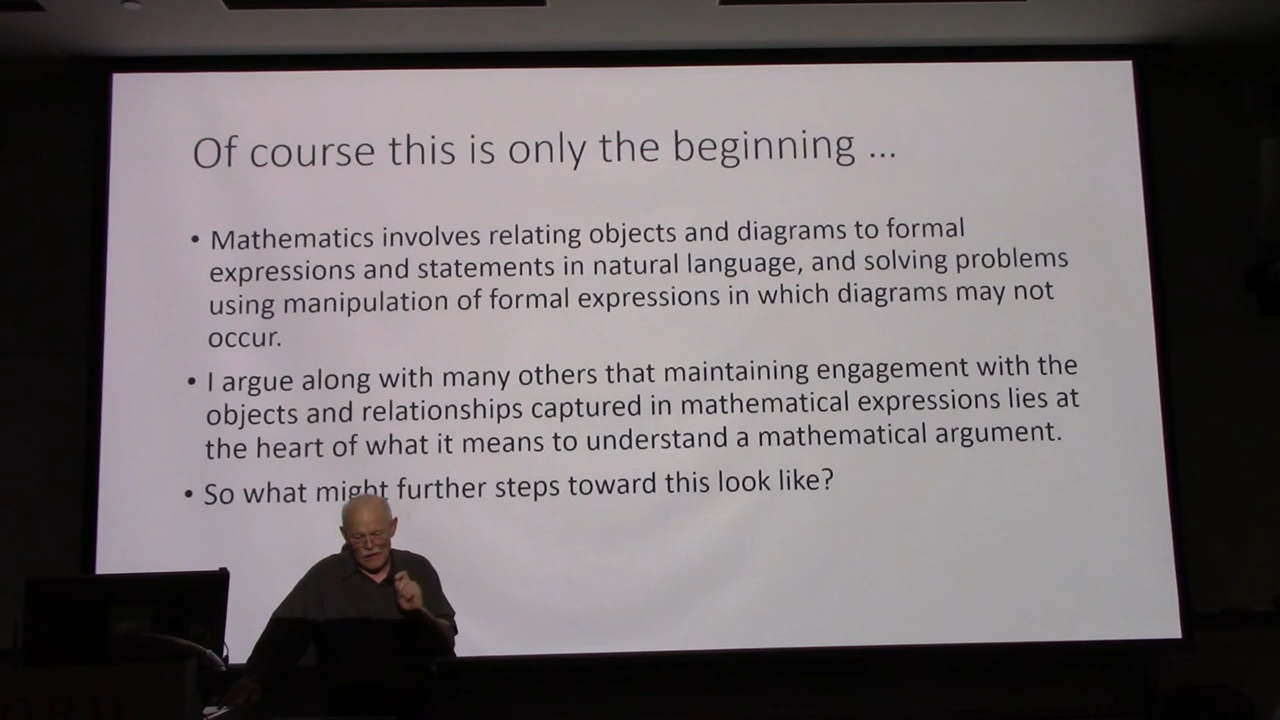 Of course this is only the beginning ...
• Mathematics involves relating objects and diagrams to formal
expressions and statements in natural language, and solving problems
using manipulation of formal expressions in which diagrams may not
occur.
• I argue along with many others that maintaining engagement with the
objects and relationships captured in mathematical expressions lies at
the heart of what it means to understand a mathematical argument.
• So what might further steps toward this look like?